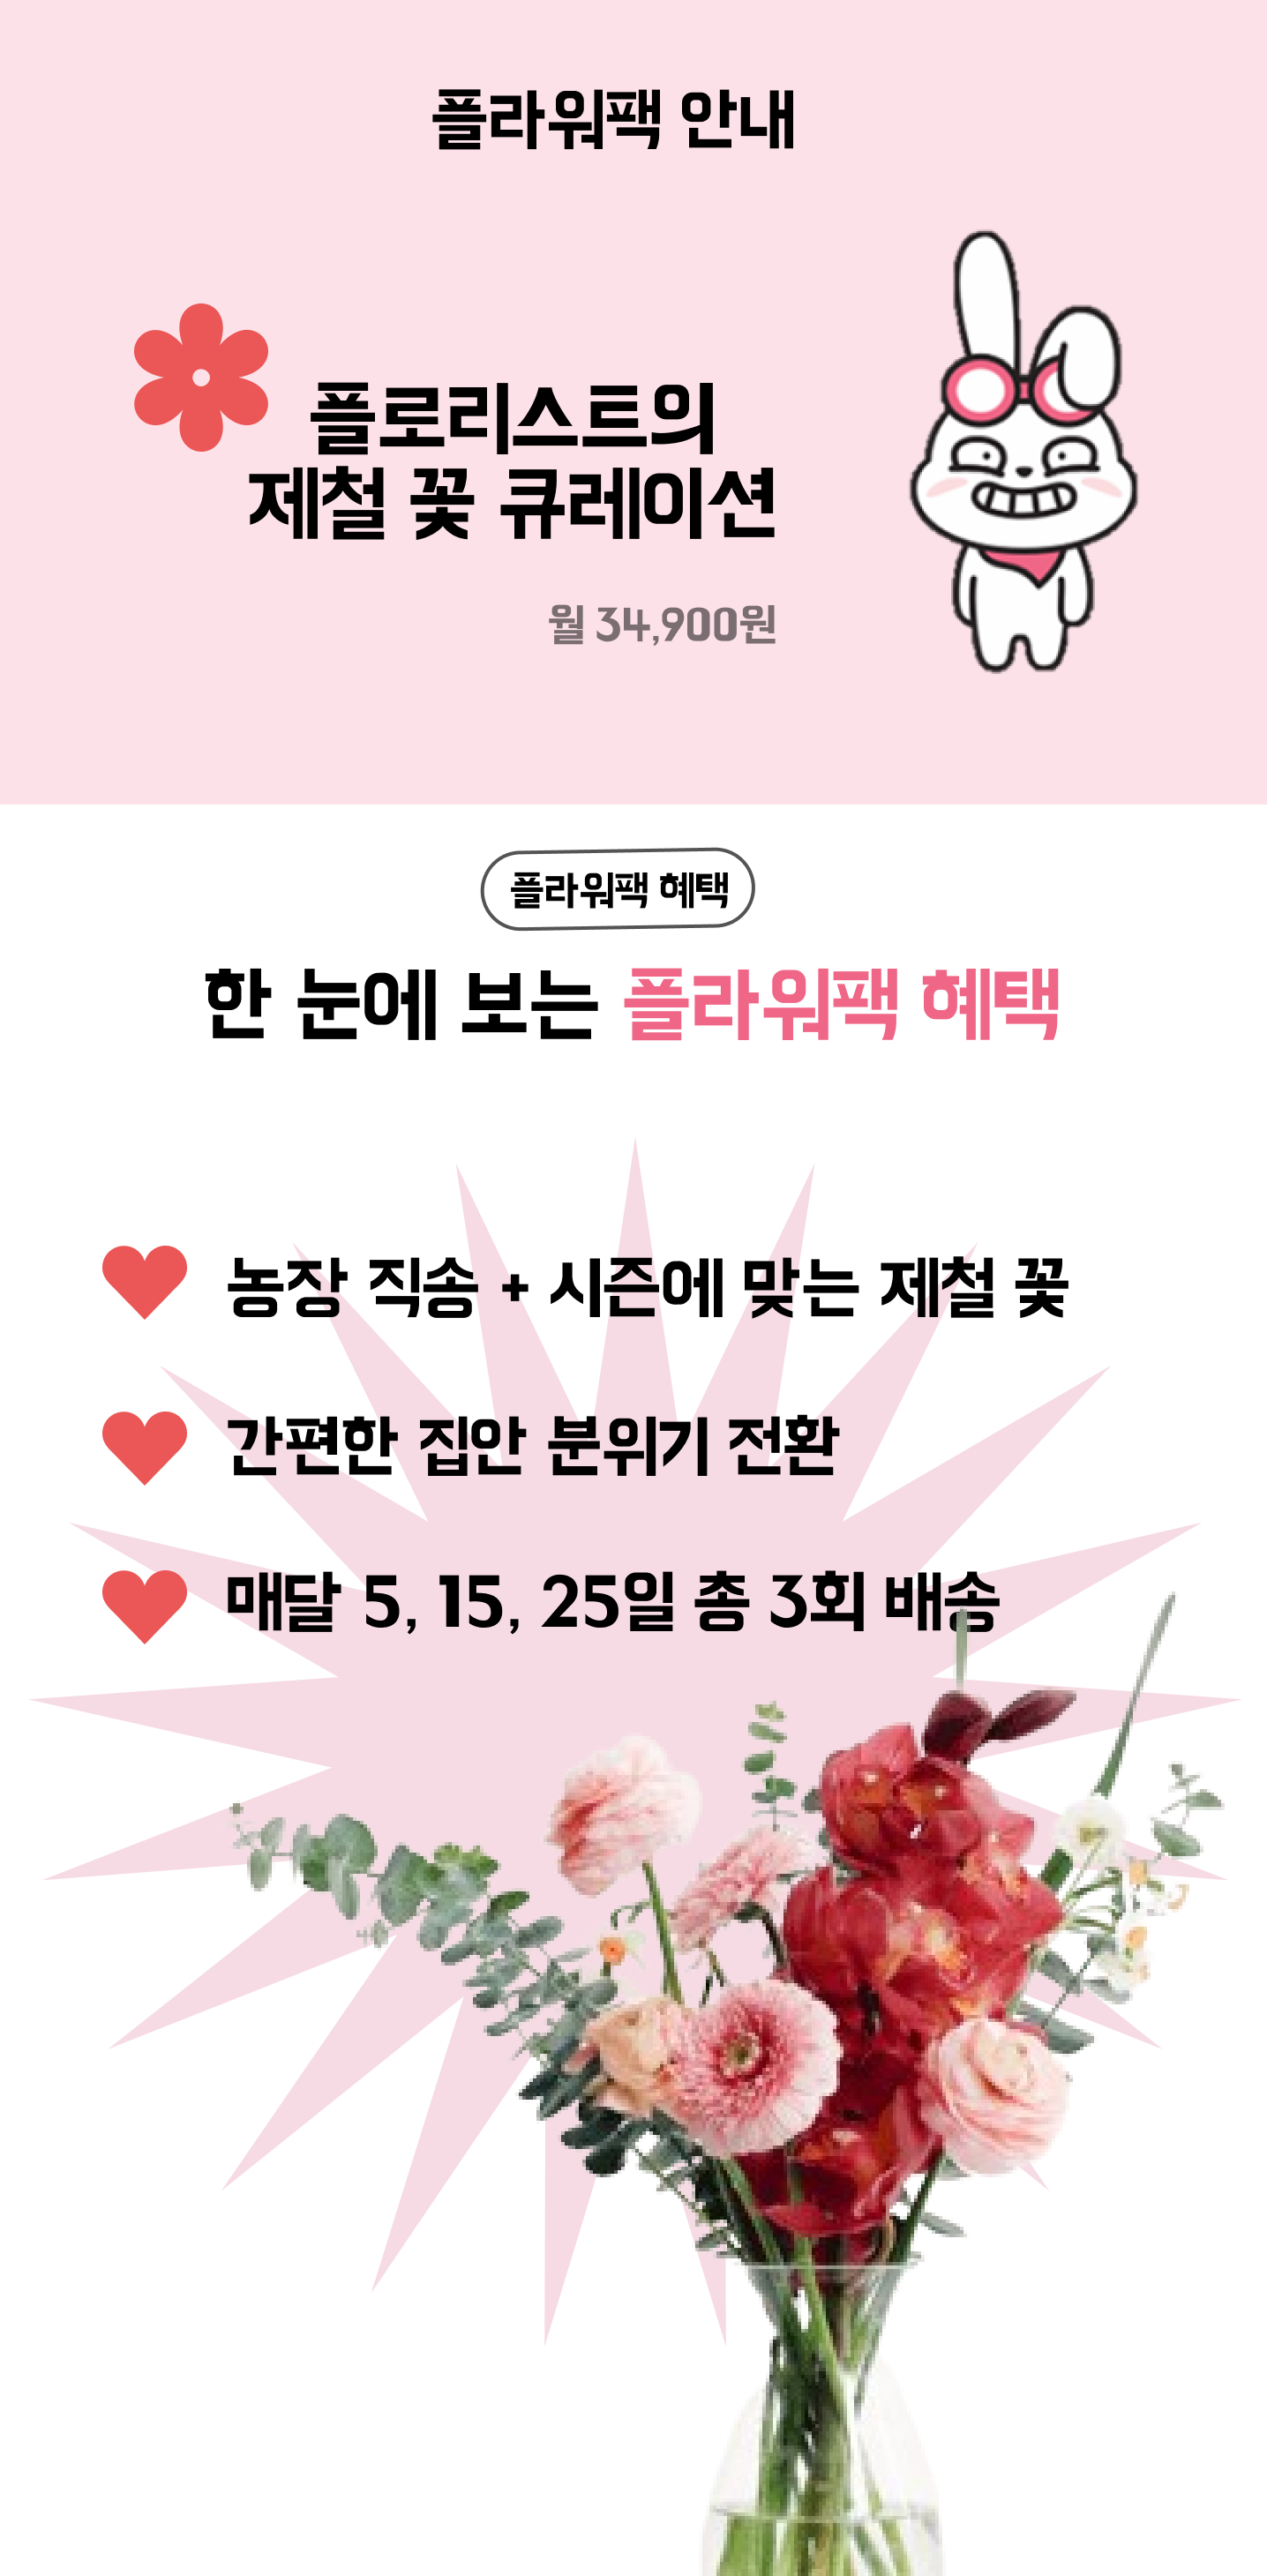 플라워팩 안내
플로리스트의
제철 꽃 큐레이션
월 34,900원
플라워팩 혜택
한 눈에 보는 플라워팩 혜택
농장 직송 + 시즌에 맞는 제철 꽃
간편한 집안 분위기 전환
매달 5, 15, 25일 총 3회 배송